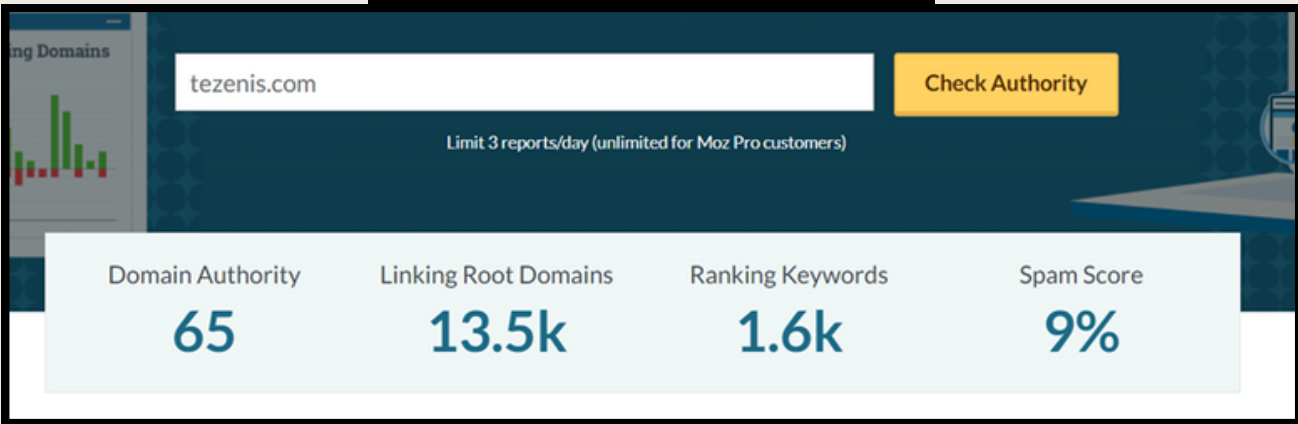 ing Domains
tezenis.com
Check Authority
Limit 3 reports/day (unlimited for Moz Pro customers)
Domain Authority
Linking Root Domains
Ranking Keywords
Spam Score
65
13.5k
1.6k
9%